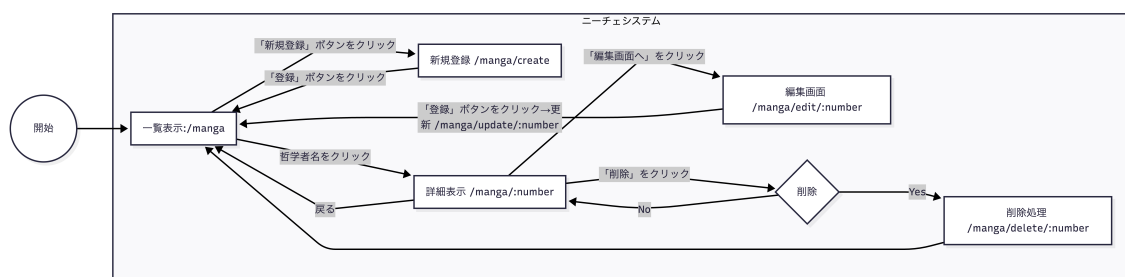 ニーチェシステム
「新規登録」ボタンをクリック
新規登録 /manga/create
「編集画面へ」をクリック
「登録」ボタンをクリック
編集画面
/manga/edit/:number
「登録」ボタンをクリック→更
新 /manga/update/:number
開始
一覧表示:/manga
哲学者名をクリック
「削除」をクリック
詳細表示 /manga/:number
削除
Yes
戻る
No
削除処理
/manga/delete/:number